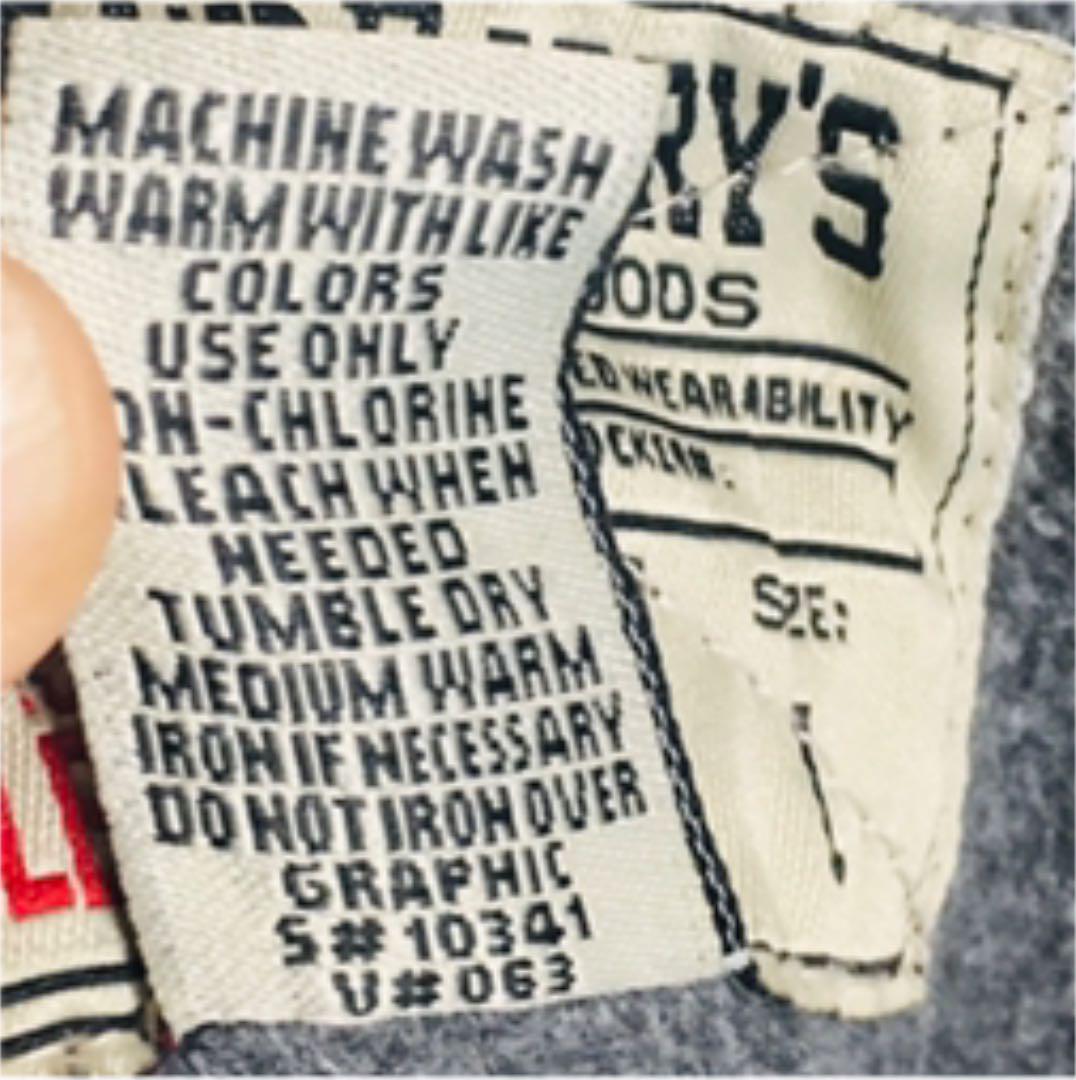 MACHINE WASH
WARM WITH LIKE
COLORS
USE ONLY
ON-CHLORINE
LEACH WHEN
NEEDED
TUMBLE DRY
MEDIUM WARM
IRON IF NECESSARY
DO NOT IRON OVER
GRAPHIC
S# 10341
V# 063
RY'S
OODS
ED WEARABILITY
SIZE: